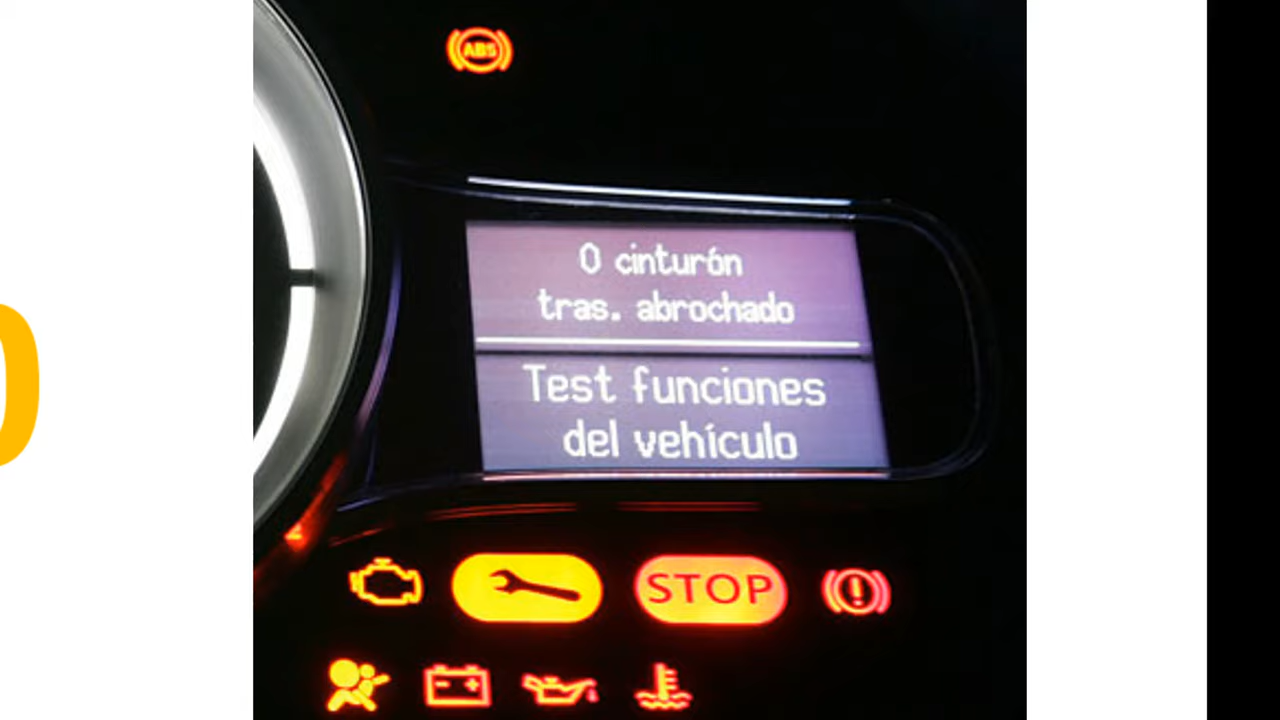 ABS
0 cinturón
tras. abrochado
Test funciones
del vehículo
STOP